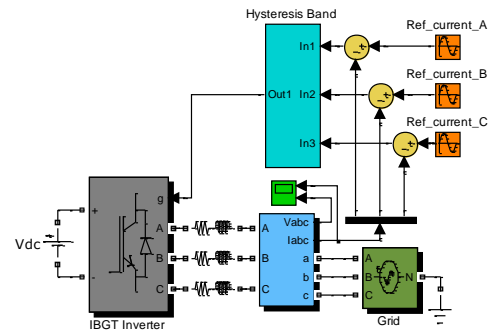 Hysteresis Band
Ref_current_A
In1
Ref_current_B
Out1
In2
Ref_current_C
In3
g
Vdc
+
-
A
B
C
A
B
C
Vabc
Iabc
a
b
c
A
B
C
N
IBGT Inverter
Grid